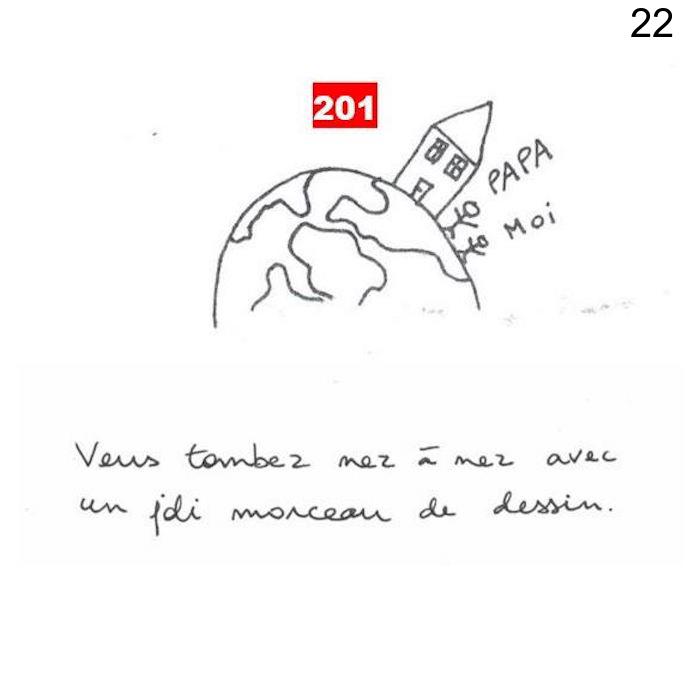 22
201
PAPA
Moi
Vous tombez nez à nez avec
un joli morceau de dessin.